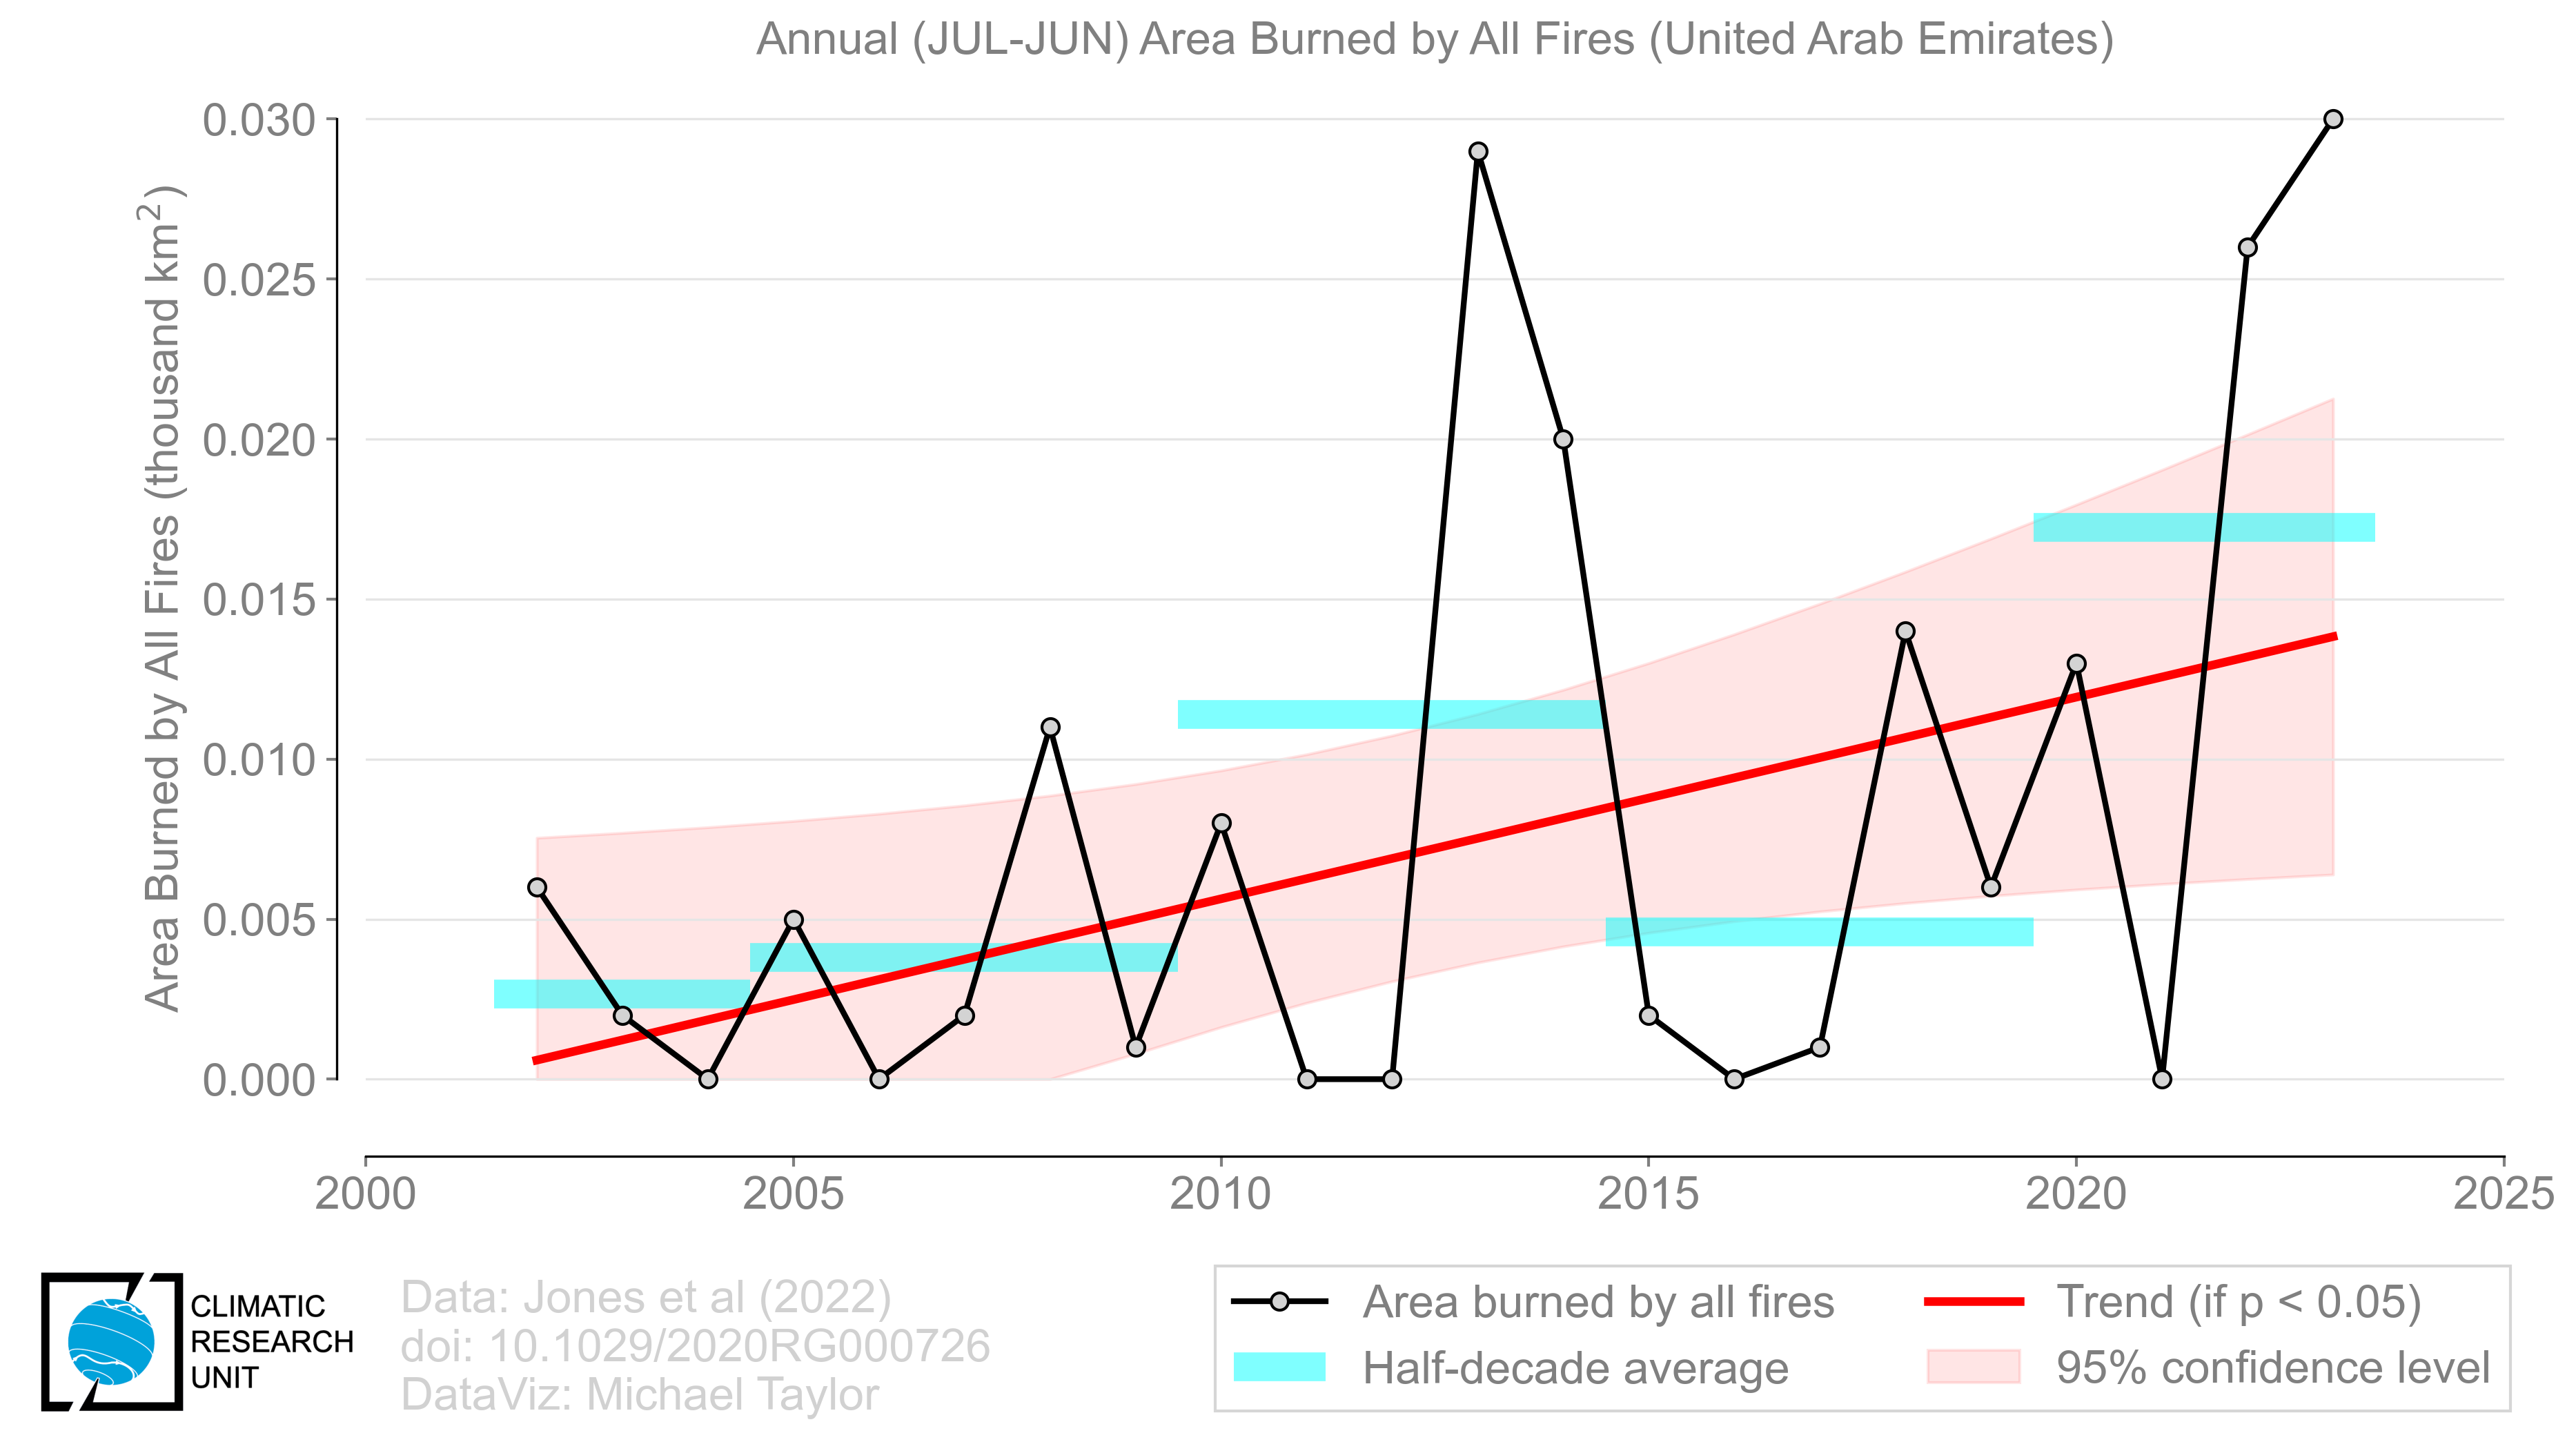 Annual (JUL-JUN) Area Burned by All Fires (United Arab Emirates)
Area Burned by All Fires (thousand km²)
0.030
0.025
0.020
0.015
0.010
0.005
0.000
2000 2005 2010 2015 2020 2025
CLIMATIC
RESEARCH
UNIT
Data: Jones et al (2022)
doi: 10.1029/2020RG000726
DataViz: Michael Taylor
Area burned by all fires
Half-decade average
Trend (if p < 0.05)
95% confidence level